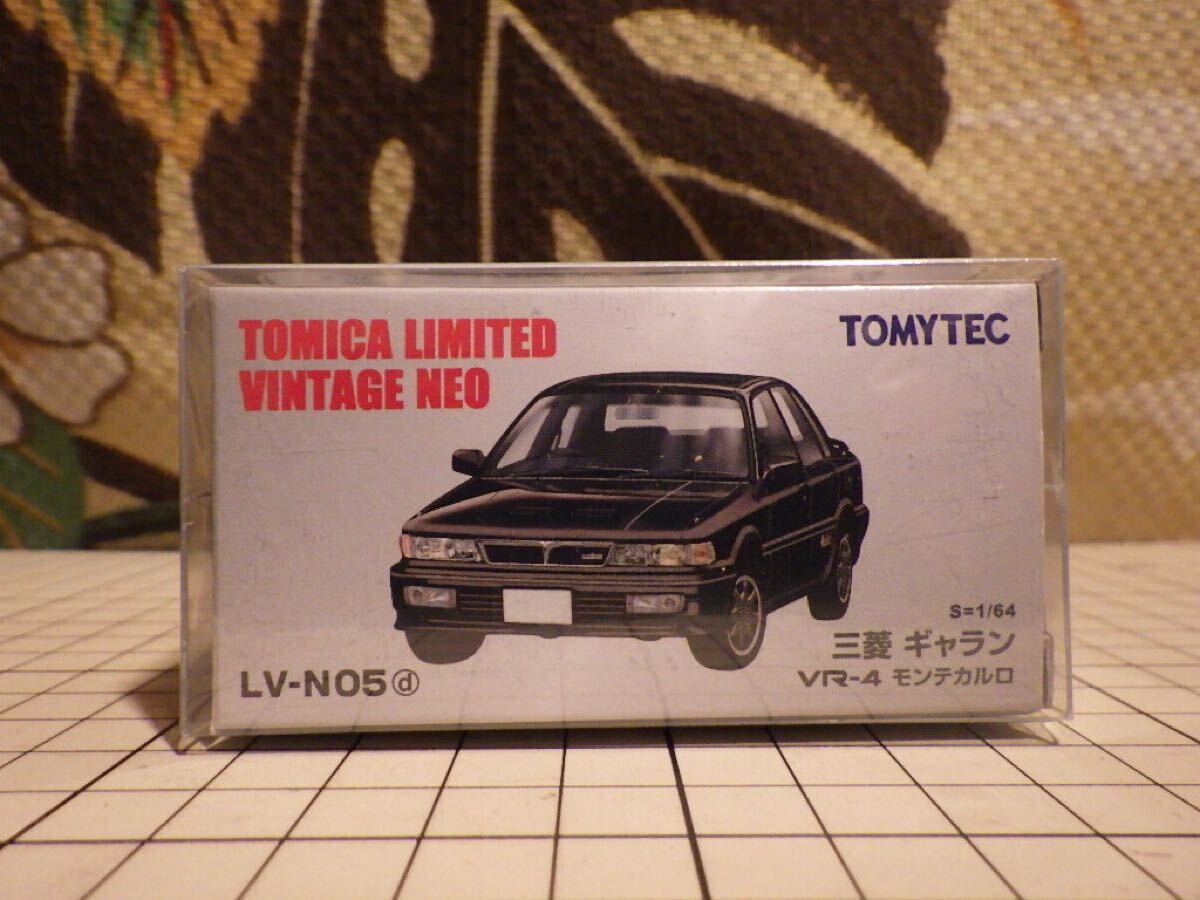 TOMICA LIMITED
VINTAGE NEO
TOMYTEC
S=1/64
三菱 ギャラン
VR-4 モンテカルロ
LV-N05ⓓ